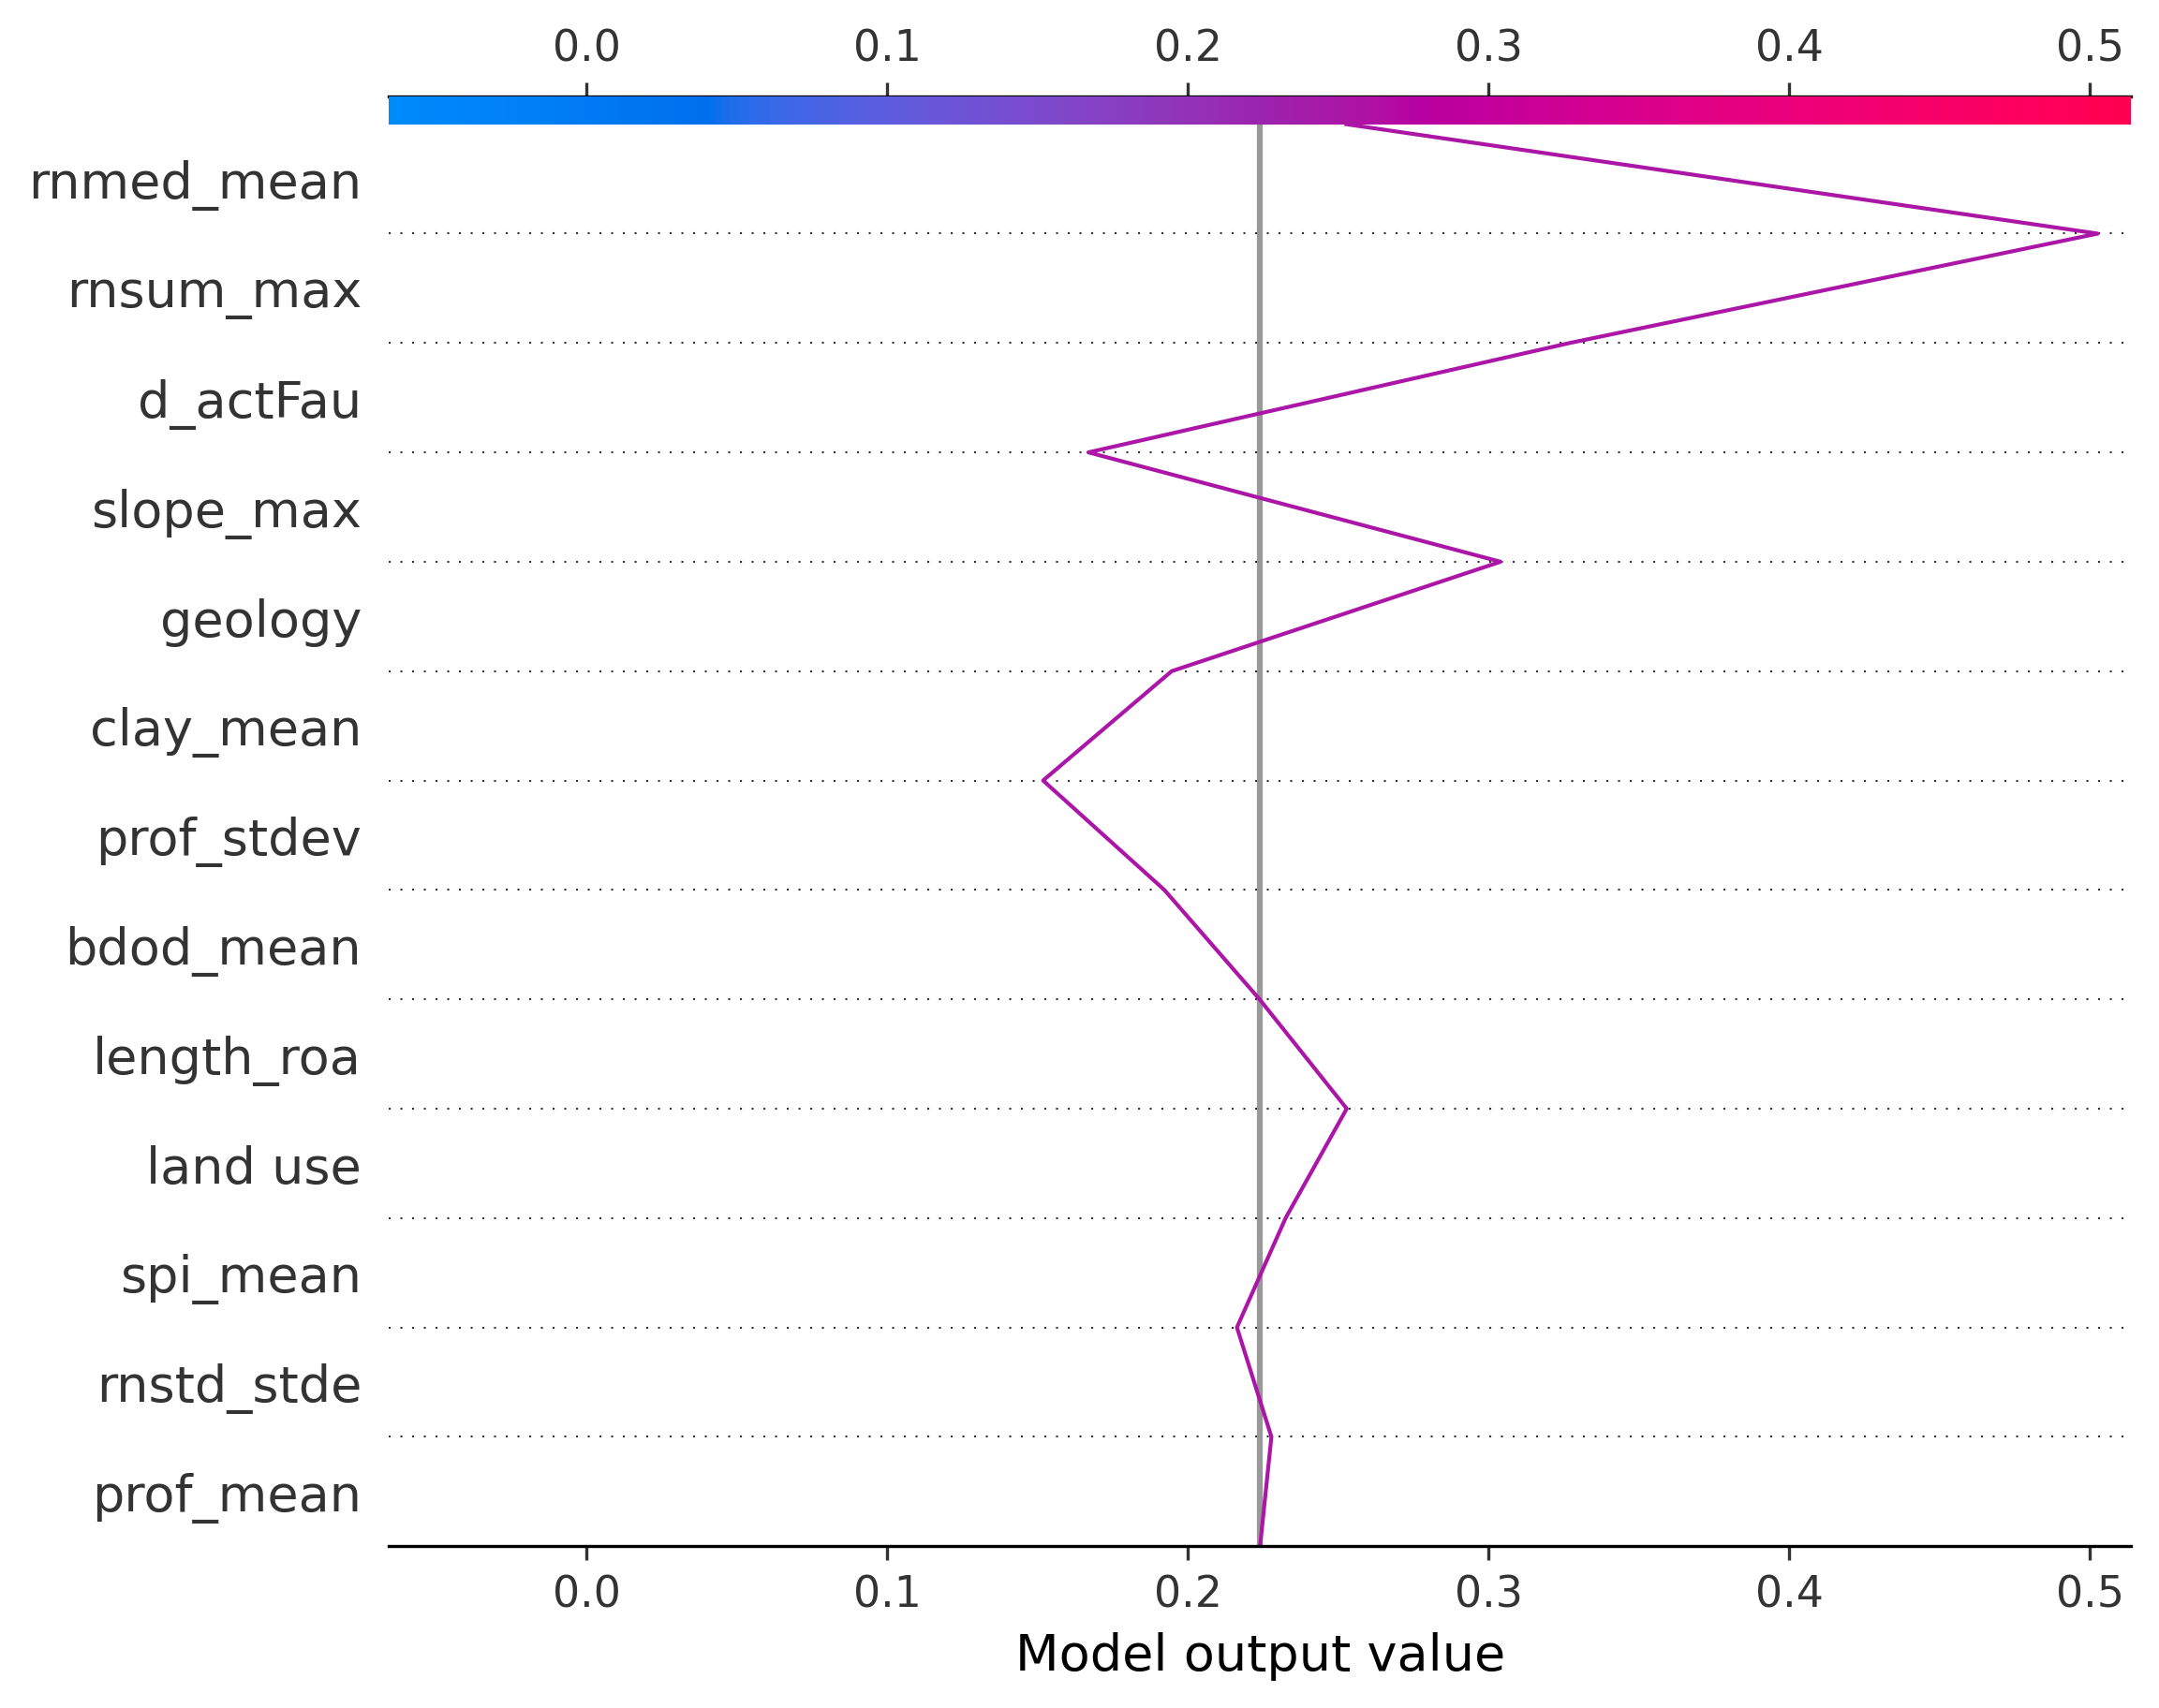 0.0 0.1 0.2 0.3 0.4 0.5
rnmed_mean
rnsum_max
d_actFau
slope_max
geology
clay_mean
prof_stdev
bdod_mean
length_roa
land use
spi_mean
rnstd_stde
prof_mean
0.0 0.1 0.2 0.3 0.4 0.5
Model output value